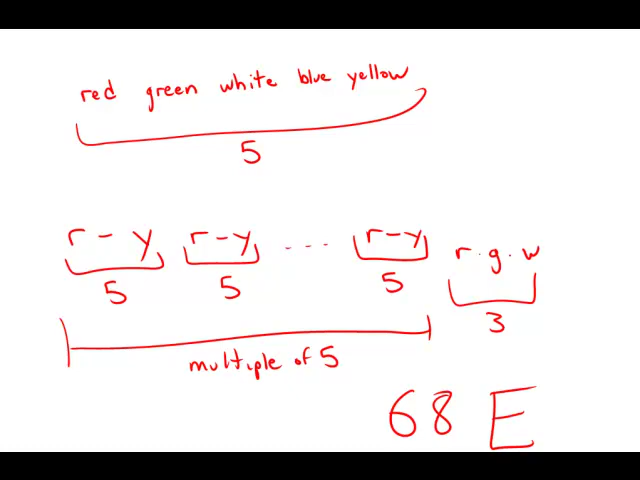 red green white blue yellow
5
r - y r - y ... r - y r . g . w
5 5 5 3
multiple of 5
68 E